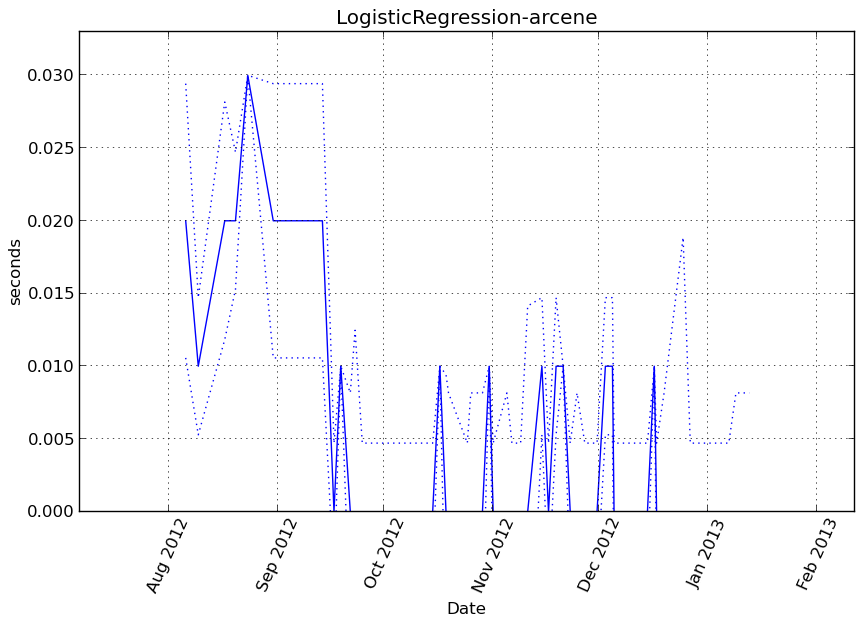 LogisticRegression-arcene
0.030
0.025
0.020
0.015
0.010
0.005
0.000
seconds
Aug 2012
Sep 2012
Oct 2012
Nov 2012
Dec 2012
Jan 2013
Feb 2013
Date